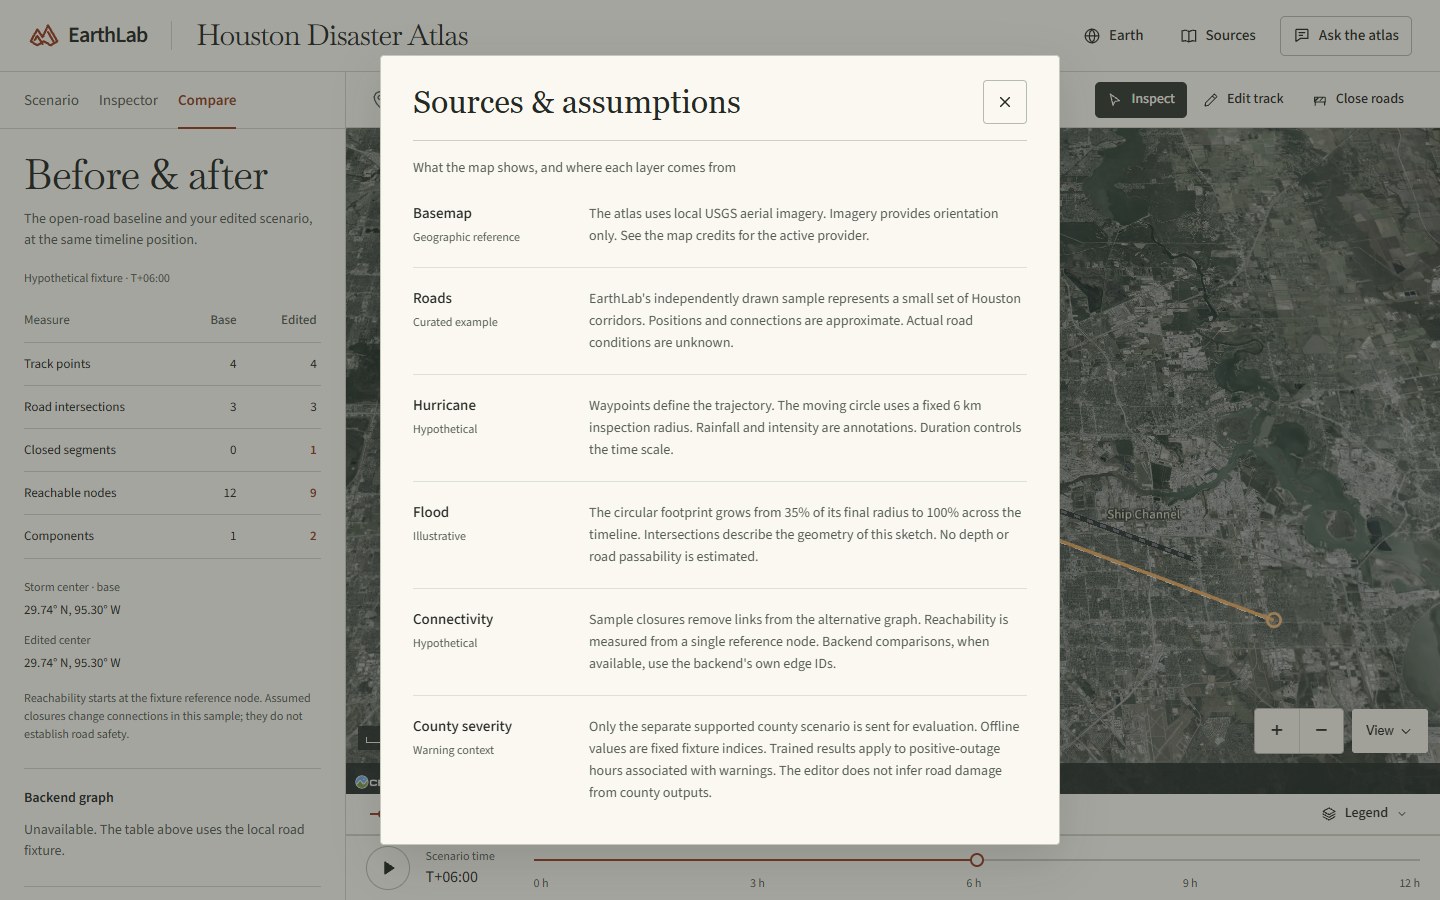 EarthLab
Houston Disaster Atlas
Earth
Sources
Ask the atlas
Scenario
Inspector
Compare
Inspect
Edit track
Close roads
Before & after
The open-road baseline and your edited scenario,
at the same timeline position.
Hypothetical fixture · T+06:00
Measure Base Edited
Track points 4 4
Road intersections 3 3
Closed segments 0 1
Reachable nodes 12 9
Components 1 2
Storm center · base
29.74° N, 95.30° W
Edited center
29.74° N, 95.30° W
Reachability starts at the fixture reference node. Assumed
closures change connections in this sample; they do not
establish road safety.
Backend graph
Unavailable. The table above uses the local road
fixture.
Sources & assumptions
What the map shows, and where each layer comes from
Basemap
Geographic reference
The atlas uses local USGS aerial imagery. Imagery provides orientation
only. See the map credits for the active provider.
Roads
Curated example
EarthLab's independently drawn sample represents a small set of Houston
corridors. Positions and connections are approximate. Actual road
conditions are unknown.
Hurricane
Hypothetical
Waypoints define the trajectory. The moving circle uses a fixed 6 km
inspection radius. Rainfall and intensity are annotations. Duration controls
the time scale.
Flood
Illustrative
The circular footprint grows from 35% of its final radius to 100% across the
timeline. Intersections describe the geometry of this sketch. No depth or
road passability is estimated.
Connectivity
Hypothetical
Sample closures remove links from the alternative graph. Reachability is
measured from a single reference node. Backend comparisons, when
available, use the backend's own edge IDs.
County severity
Warning context
Only the separate supported county scenario is sent for evaluation. Offline
values are fixed fixture indices. Trained results apply to positive-outage
hours associated with warnings. The editor does not infer road damage
from county outputs.
Ship Channel
View
Legend
Scenario time
T+06:00
0 h
3 h
6 h
9 h
12 h